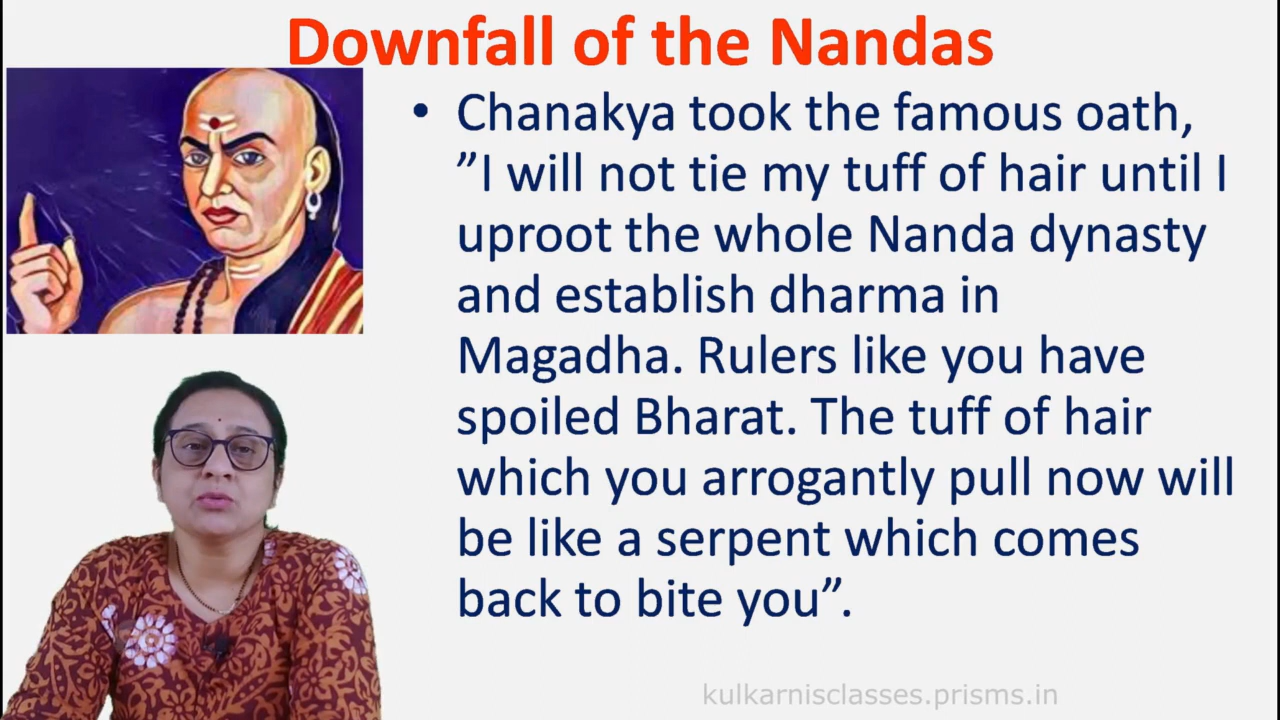 Downfall of the Nandas
• Chanakya took the famous oath,
”I will not tie my tuff of hair until I
uproot the whole Nanda dynasty
and establish dharma in
Magadha. Rulers like you have
spoiled Bharat. The tuff of hair
which you arrogantly pull now will
be like a serpent which comes
back to bite you”.
kulkarnisclasses.prisms.in